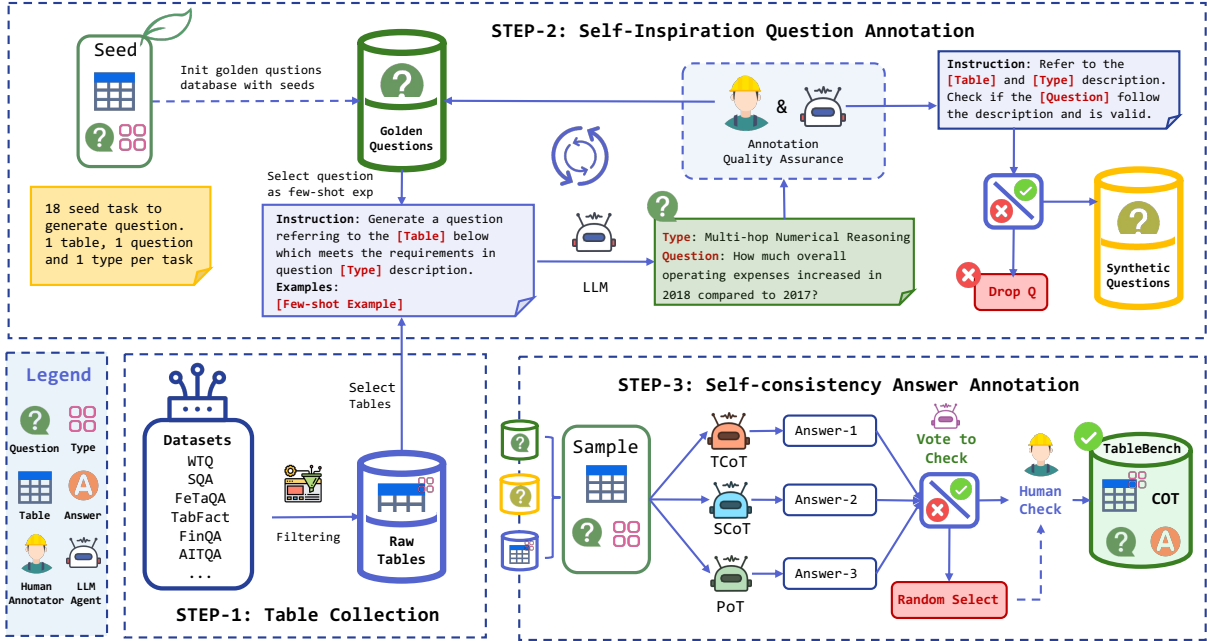 STEP-2: Self-Inspiration Question Annotation
Seed
Init golden qustions
database with seeds
Golden
Questions
&
Annotation
Quality Assurance
Instruction: Refer to the
[Table] and [Type] description.
Check if the [Question] follow
the description and is valid.
18 seed task to
generate question.
1 table, 1 question
and 1 type per task
Select question
as few-shot exp
Instruction: Generate a question
referring to the [Table] below
which meets the requirements in
question [Type] description.
Examples:
[Few-shot Example]
LLM
Type: Multi-hop Numerical Reasoning
Question: How much overall
operating expenses increased in
2018 compared to 2017?
Drop Q
Synthetic
Questions
Legend
Question
Type
Table
Answer
A
Human
Annotator
LLM
Agent
Datasets
WTQ
SQA
FeTaQA
TabFact
FinQA
AITQA
...
Filtering
Select
Tables
Raw
Tables
STEP-1: Table Collection
STEP-3: Self-consistency Answer Annotation
Sample
TCoT
SCoT
PoT
Answer-1
Answer-2
Answer-3
Vote to
Check
Random Select
Human
Check
TableBench
COT
A